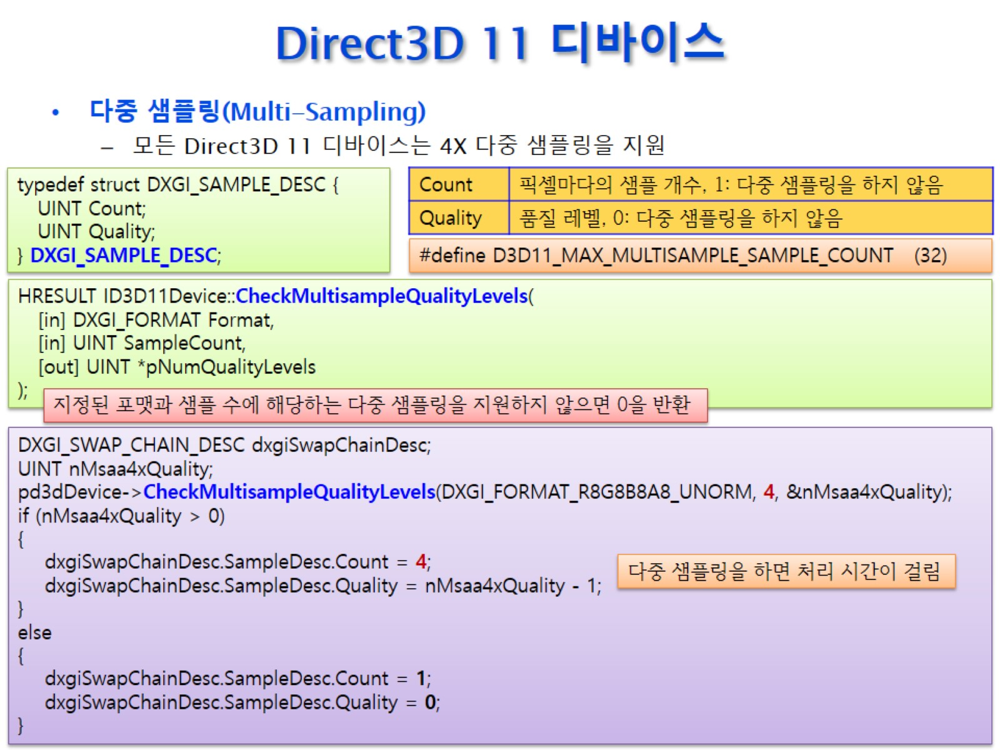 Direct3D 11 디바이스
• 다중 샘플링(Multi-Sampling)
– 모든 Direct3D 11 디바이스는 4X 다중 샘플링을 지원
typedef struct DXGI_SAMPLE_DESC {
UINT Count;
UINT Quality;
} DXGI_SAMPLE_DESC;
Count 픽셀마다의 샘플 개수, 1: 다중 샘플링을 하지 않음
Quality 품질 레벨, 0: 다중 샘플링을 하지 않음
#define D3D11_MAX_MULTISAMPLE_SAMPLE_COUNT (32)
HRESULT ID3D11Device::CheckMultisampleQualityLevels(
[in] DXGI_FORMAT Format,
[in] UINT SampleCount,
[out] UINT *pNumQualityLevels
);
지정된 포맷과 샘플 수에 해당하는 다중 샘플링을 지원하지 않으면 0을 반환
DXGI_SWAP_CHAIN_DESC dxgiSwapChainDesc;
UINT nMsaa4xQuality;
pd3dDevice->CheckMultisampleQualityLevels(DXGI_FORMAT_R8G8B8A8_UNORM, 4, &nMsaa4xQuality);
if (nMsaa4xQuality > 0)
{
dxgiSwapChainDesc.SampleDesc.Count = 4;
dxgiSwapChainDesc.SampleDesc.Quality = nMsaa4xQuality - 1;
다중 샘플링을 하면 처리 시간이 걸림
}
else
{
dxgiSwapChainDesc.SampleDesc.Count = 1;
dxgiSwapChainDesc.SampleDesc.Quality = 0;
}